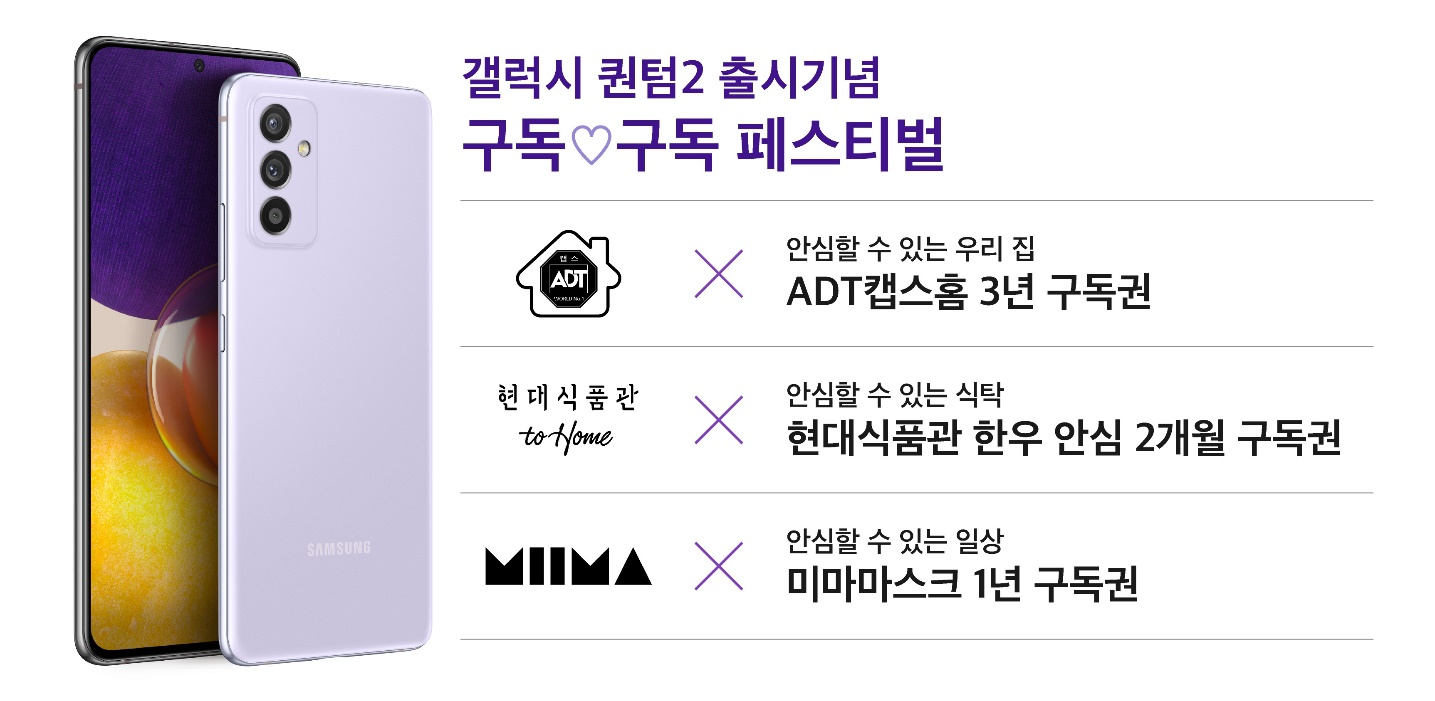 갤럭시 퀀텀2 출시기념
구독♡구독 페스티벌
캡스
ADT
WORLD No.1
안심할 수 있는 우리 집
ADT캡스홈 3년 구독권
현대식품관
to Home
안심할 수 있는 식탁
현대식품관 한우 안심 2개월 구독권
MIIMA
안심할 수 있는 일상
미마마스크 1년 구독권
SAMSUNG